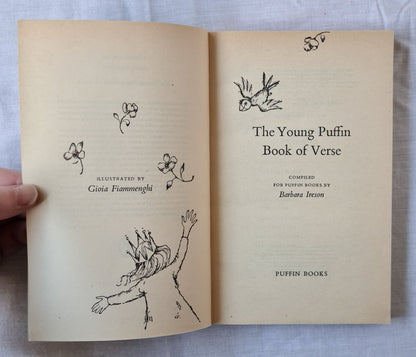 ILLUSTRATED BY
Gioia Fiammenghi
The Young Puffin
Book of Verse
COMPILED
FOR PUFFIN BOOKS BY
Barbara Ireson
PUFFIN BOOKS